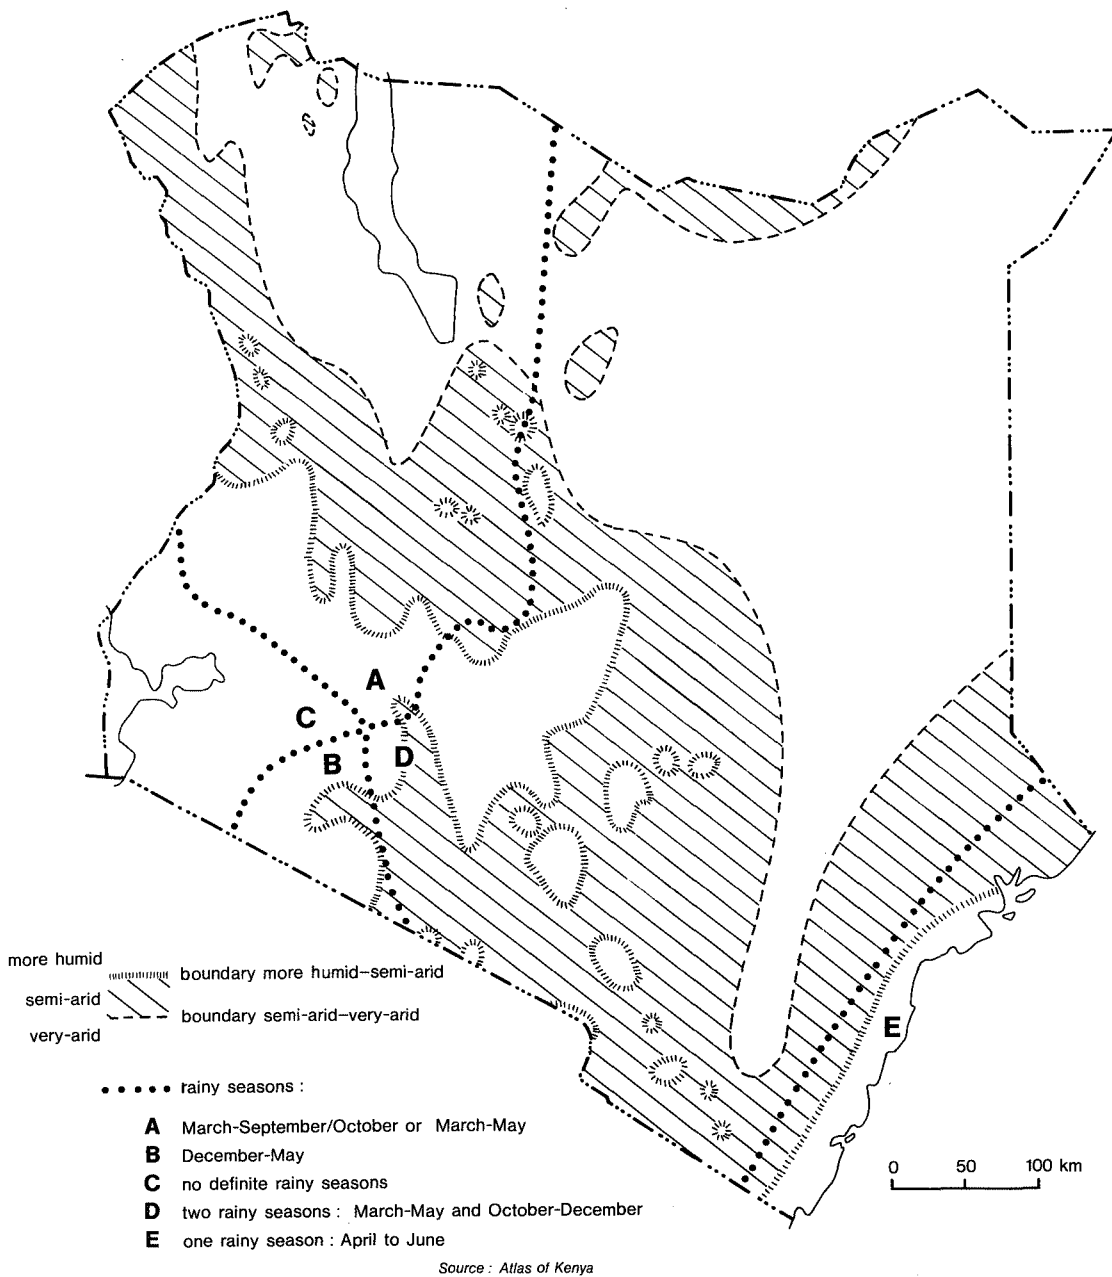 A
C
B
D
E
more humid
boundary more humid–semi-arid
semi-arid
boundary semi-arid–very-arid
very-arid
rainy seasons :
A March-September/October or March-May
B December-May
C no definite rainy seasons
D two rainy seasons : March-May and October-December
E one rainy season : April to June
0 50 100 km
Source : Atlas of Kenya